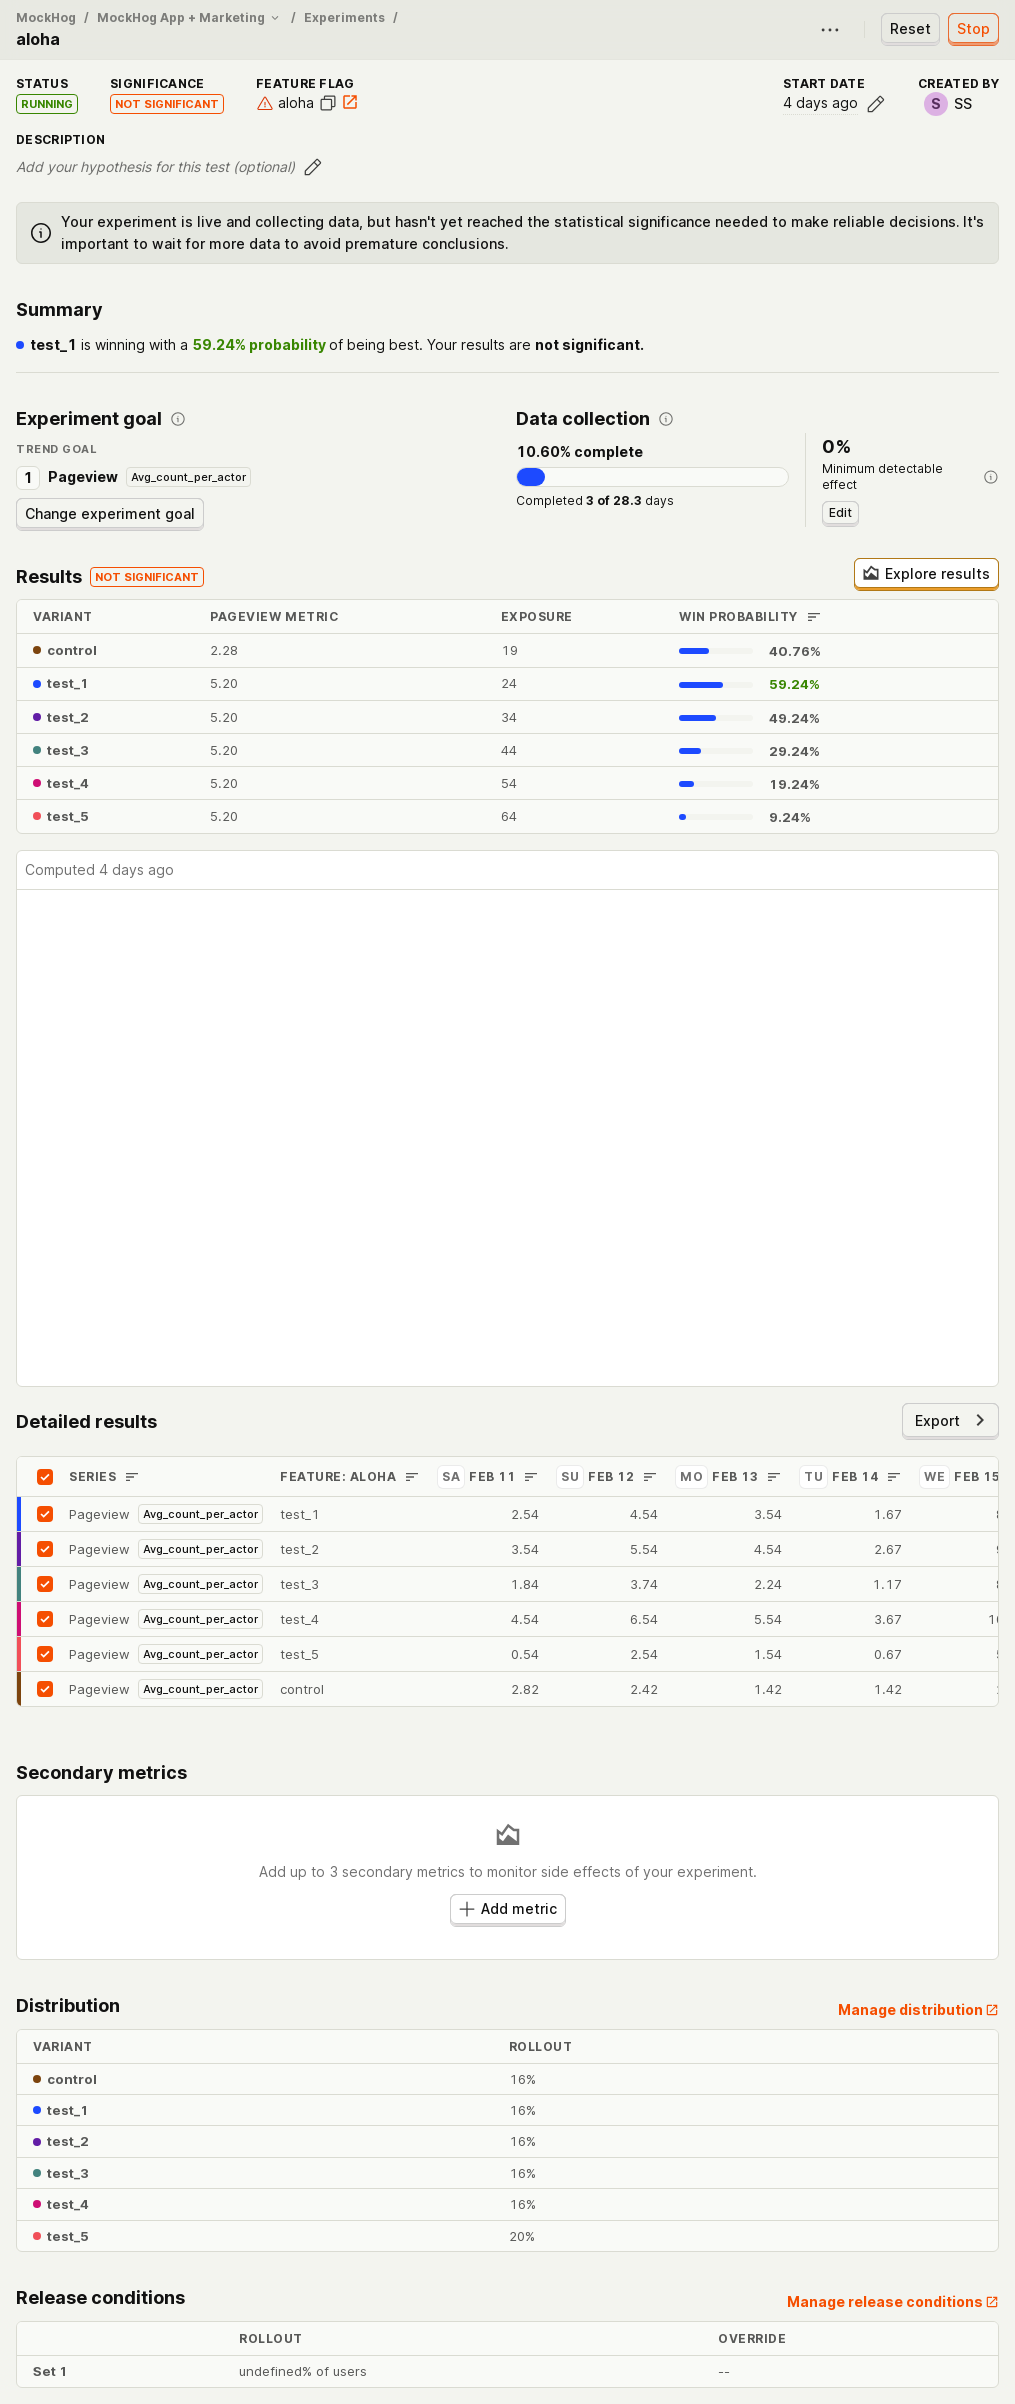 MockHog / MockHog App + Marketing / Experiments /
aloha
Reset
Stop
STATUS
SIGNIFICANCE
FEATURE FLAG
START DATE
CREATED BY
RUNNING
NOT SIGNIFICANT
aloha
4 days ago
S SS
DESCRIPTION
Add your hypothesis for this test (optional)
Your experiment is live and collecting data, but hasn't yet reached the statistical significance needed to make reliable decisions. It's
important to wait for more data to avoid premature conclusions.
Summary
test_1 is winning with a 59.24% probability of being best. Your results are not significant.
Experiment goal
TREND GOAL
1 Pageview Avg_count_per_actor
Change experiment goal
Data collection
10.60% complete
Completed 3 of 28.3 days
0%
Minimum detectable
effect
Edit
Results NOT SIGNIFICANT
Explore results
VARIANT PAGEVIEW METRIC EXPOSURE WIN PROBABILITY
control 2.28 19 40.76%
test_1 5.20 24 59.24%
test_2 5.20 34 49.24%
test_3 5.20 44 29.24%
test_4 5.20 54 19.24%
test_5 5.20 64 9.24%
Computed 4 days ago
Detailed results
Export
SERIES FEATURE: ALOHA SA FEB 11 SU FEB 12 MO FEB 13 TU FEB 14 WE FEB 15
Pageview Avg_count_per_actor test_1 2.54 4.54 3.54 1.67
Pageview Avg_count_per_actor test_2 3.54 5.54 4.54 2.67
Pageview Avg_count_per_actor test_3 1.84 3.74 2.24 1.17
Pageview Avg_count_per_actor test_4 4.54 6.54 5.54 3.67
Pageview Avg_count_per_actor test_5 0.54 2.54 1.54 0.67
Pageview Avg_count_per_actor control 2.82 2.42 1.42 1.42
Secondary metrics
Add up to 3 secondary metrics to monitor side effects of your experiment.
Add metric
Distribution
Manage distribution
VARIANT ROLLOUT
control 16%
test_1 16%
test_2 16%
test_3 16%
test_4 16%
test_5 20%
Release conditions
Manage release conditions
ROLLOUT OVERRIDE
Set 1 undefined% of users --